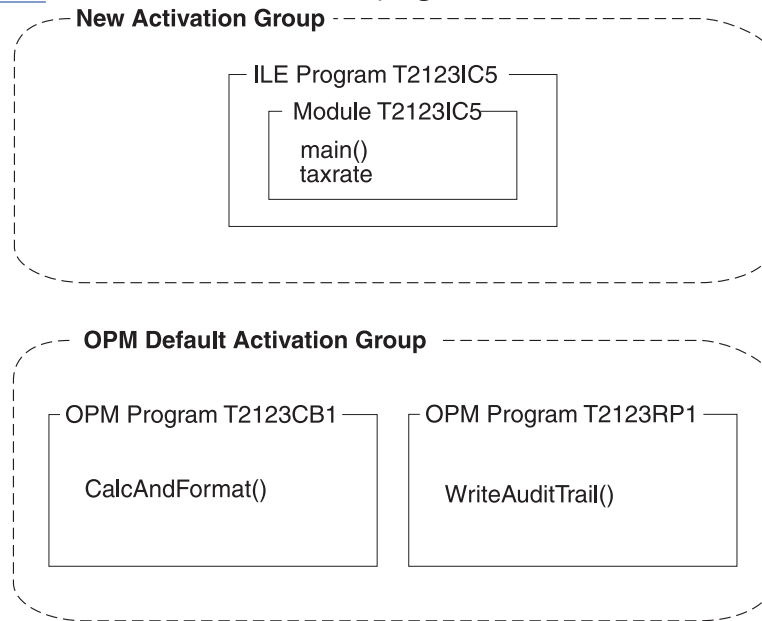 New Activation Group
ILE Program T2123IC5
Module T2123IC5
main()
taxrate
OPM Default Activation Group
OPM Program T2123CB1
OPM Program T2123RP1
CalcAndFormat()
WriteAuditTrail()